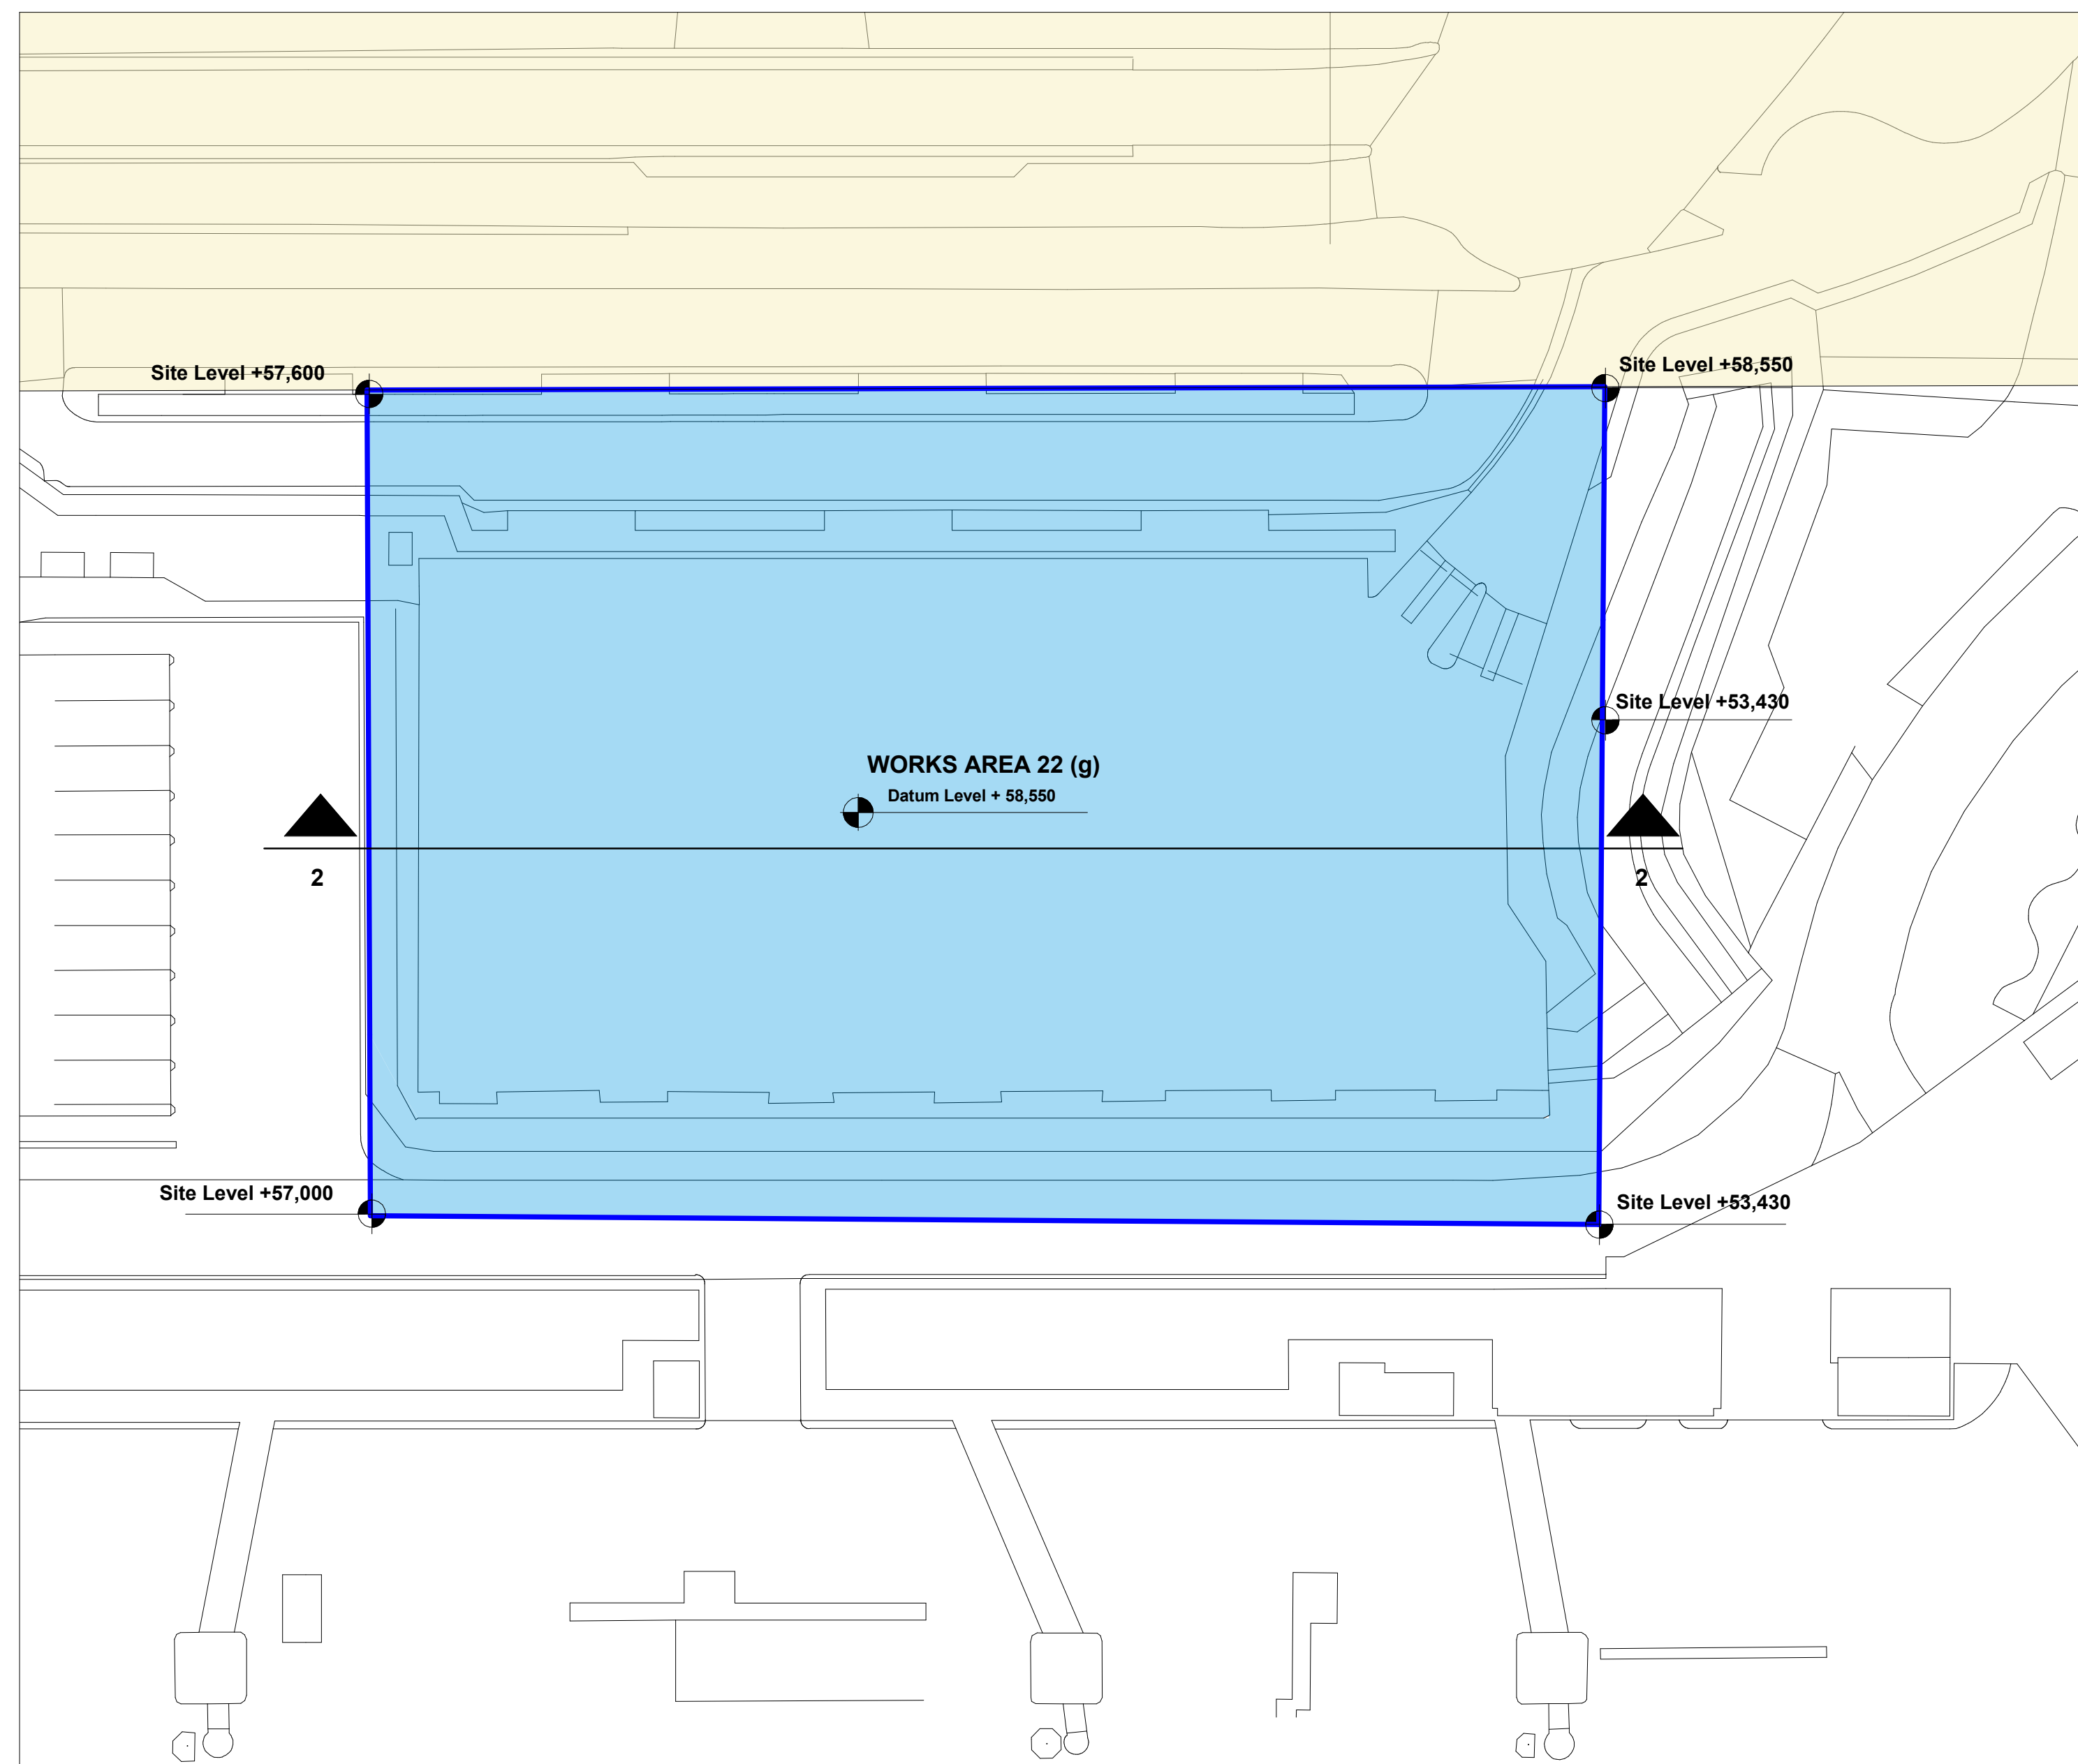 Site Level +58,550
Site Level +57,600
Site Level +53,430
WORKS AREA 22 (g)
Datum Level + 58,550
2
2
Site Level +57,000
Site Level +53,430